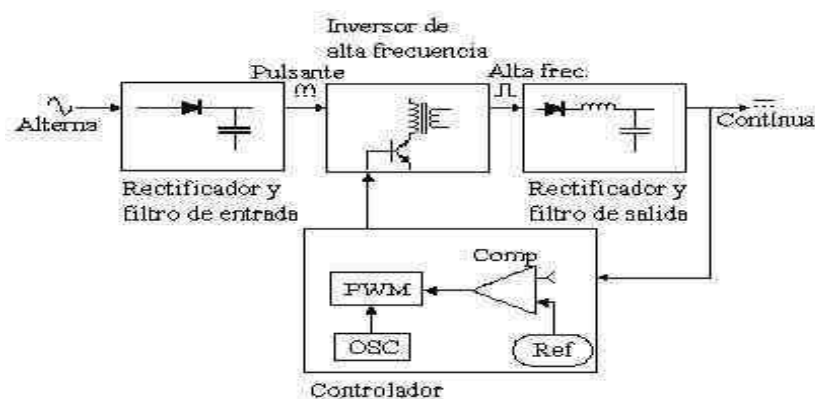 Inversor de
alta frecuencia
Pulsante
Alta frec.
Alterna
Contínua
Rectificador y
filtro de entrada
Rectificador y
filtro de salida
Comp
PWM
OSC
Ref
Controlador